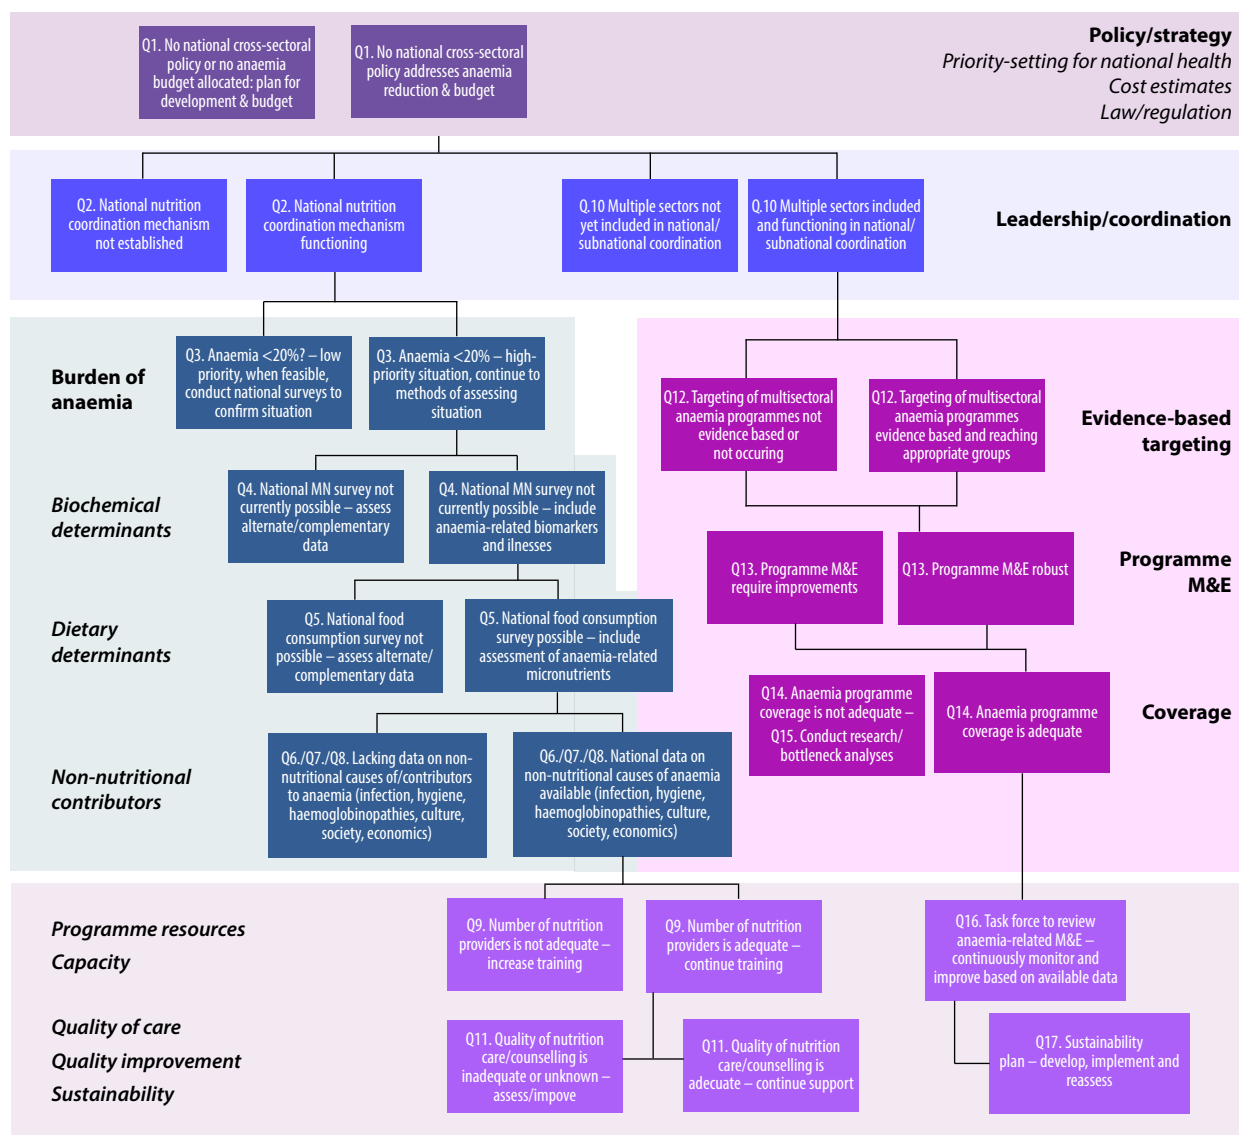 Q1. No national cross-sectoral
policy or no anaemia
budget allocated: plan for
development & budget
Q1. No national cross-sectoral
policy addresses anaemia
reduction & budget
Policy/strategy
Priority-setting for national health
Cost estimates
Law/regulation
Q2. National nutrition
coordination mechanism
not established
Q2. National nutrition
coordination mechanism
functioning
Q.10 Multiple sectors not
yet included in national/
subnational coordination
Q.10 Multiple sectors included
and functioning in national/
subnational coordination
Leadership/coordination
Burden of
anaemia
Q3. Anaemia <20%? – low
priority, when feasible,
conduct national surveys to
confirm situation
Q3. Anaemia <20% – high-
priority situation, continue to
methods of assessing
situation
Q12. Targeting of multisectoral
anaemia programmes not
evidence based or
not occuring
Q12. Targeting of multisectoral
anaemia programmes
evidence based and reaching
appropriate groups
Evidence-based
targeting
Biochemical
determinants
Q4. National MN survey not
currently possible – assess
alternate/complementary
data
Q4. National MN survey not
currently possible – include
anaemia-related biomarkers
and ilnesses
Q13. Programme M&E
require improvements
Q13. Programme M&E robust
Programme
M&E
Dietary
determinants
Q5. National food
consumption survey not
possible – assess alternate/
complementary data
Q5. National food consumption
survey possible – include
assessment of anaemia-related
micronutrients
Q14. Anaemia programme
coverage is not adequate –
Q15. Conduct research/
bottleneck analyses
Q14. Anaemia programme
coverage is adequate
Coverage
Non-nutritional
contributors
Q6./Q7./Q8. Lacking data on non-
nutritional causes of/contributors
to anaemia (infection, hygiene,
haemoglobinopathies, culture,
society, economics)
Q6./Q7./Q8. National data on
non-nutritional causes of anaemia
available (infection, hygiene,
haemoglobinopathies, culture,
society, economics)
Programme resources
Capacity
Q9. Number of nutrition
providers is not adequate –
increase training
Q9. Number of nutrition
providers is adequate –
continue training
Q16. Task force to review
anaemia-related M&E –
continuously monitor and
improve based on available data
Quality of care
Quality improvement
Sustainability
Q11. Quality of nutrition
care/counselling is
inadequate or unknown –
assess/impove
Q11. Quality of nutrition
care/counselling is
adecuate – continue support
Q17. Sustainability
plan – develop, implement and
reassess